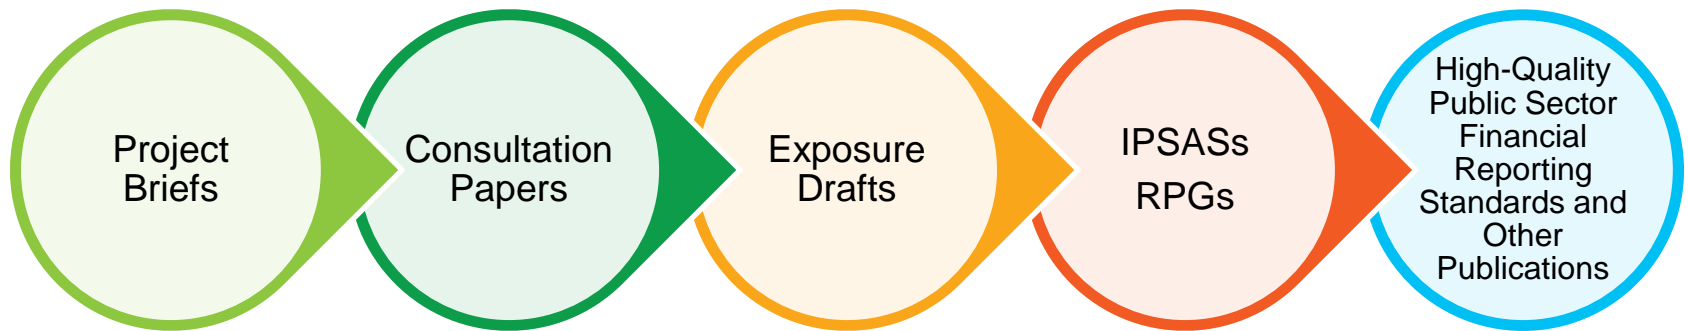 Project
Briefs
Consultation
Papers
Exposure
Drafts
IPSASs
RPGs
High-Quality
Public Sector
Financial
Reporting
Standards and
Other
Publications